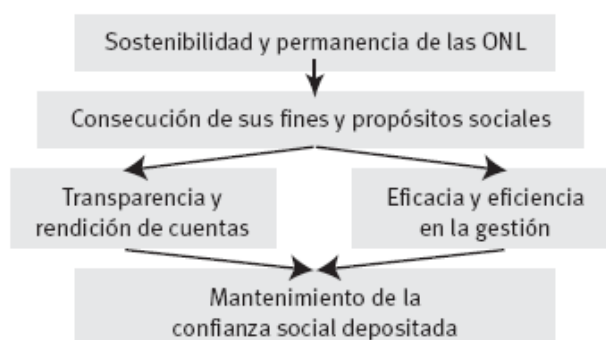 Sostenibilidad y permanencia de las ONL
Consecución de sus fines y propósitos sociales
Transparencia y
rendición de cuentas
Eficacia y eficiencia
en la gestión
Mantenimiento de la
confianza social depositada